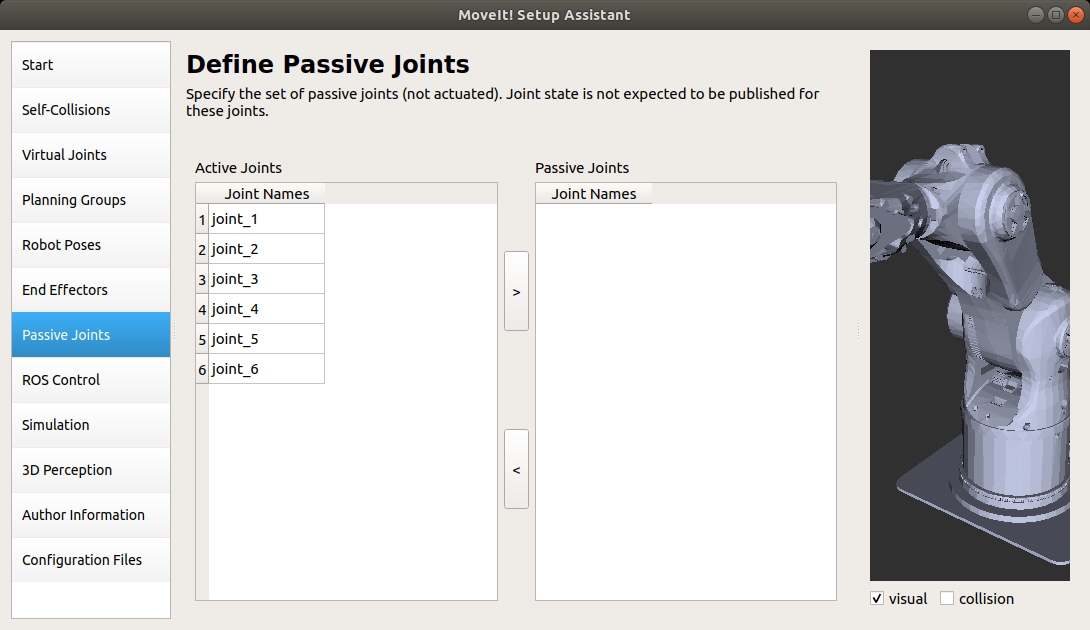 MoveIt! Setup Assistant
Start
Self-Collisions
Virtual Joints
Planning Groups
Robot Poses
End Effectors
Passive Joints
ROS Control
Simulation
3D Perception
Author Information
Configuration Files
Define Passive Joints
Specify the set of passive joints (not actuated). Joint state is not expected to be published for
these joints.
Active Joints
Joint Names
1 joint_1
2 joint_2
3 joint_3
4 joint_4
5 joint_5
6 joint_6
>
<
Passive Joints
Joint Names
visual
collision